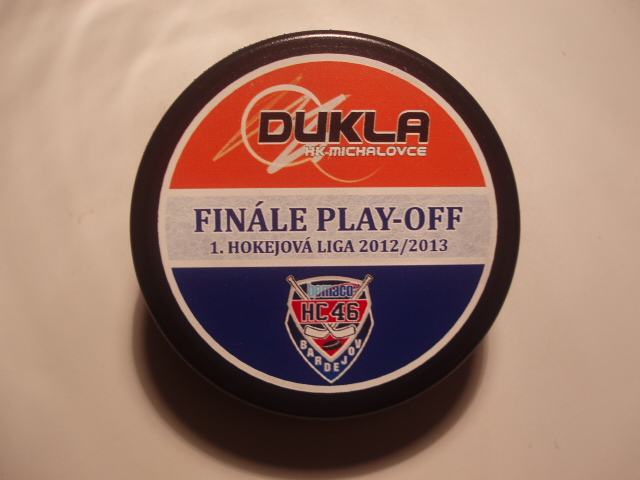 DUKLA
HK MICHALOVCE
FINÁLE PLAY-OFF
1. HOKEJOVÁ LIGA 2012/2013
HC 46
BARDEJOV